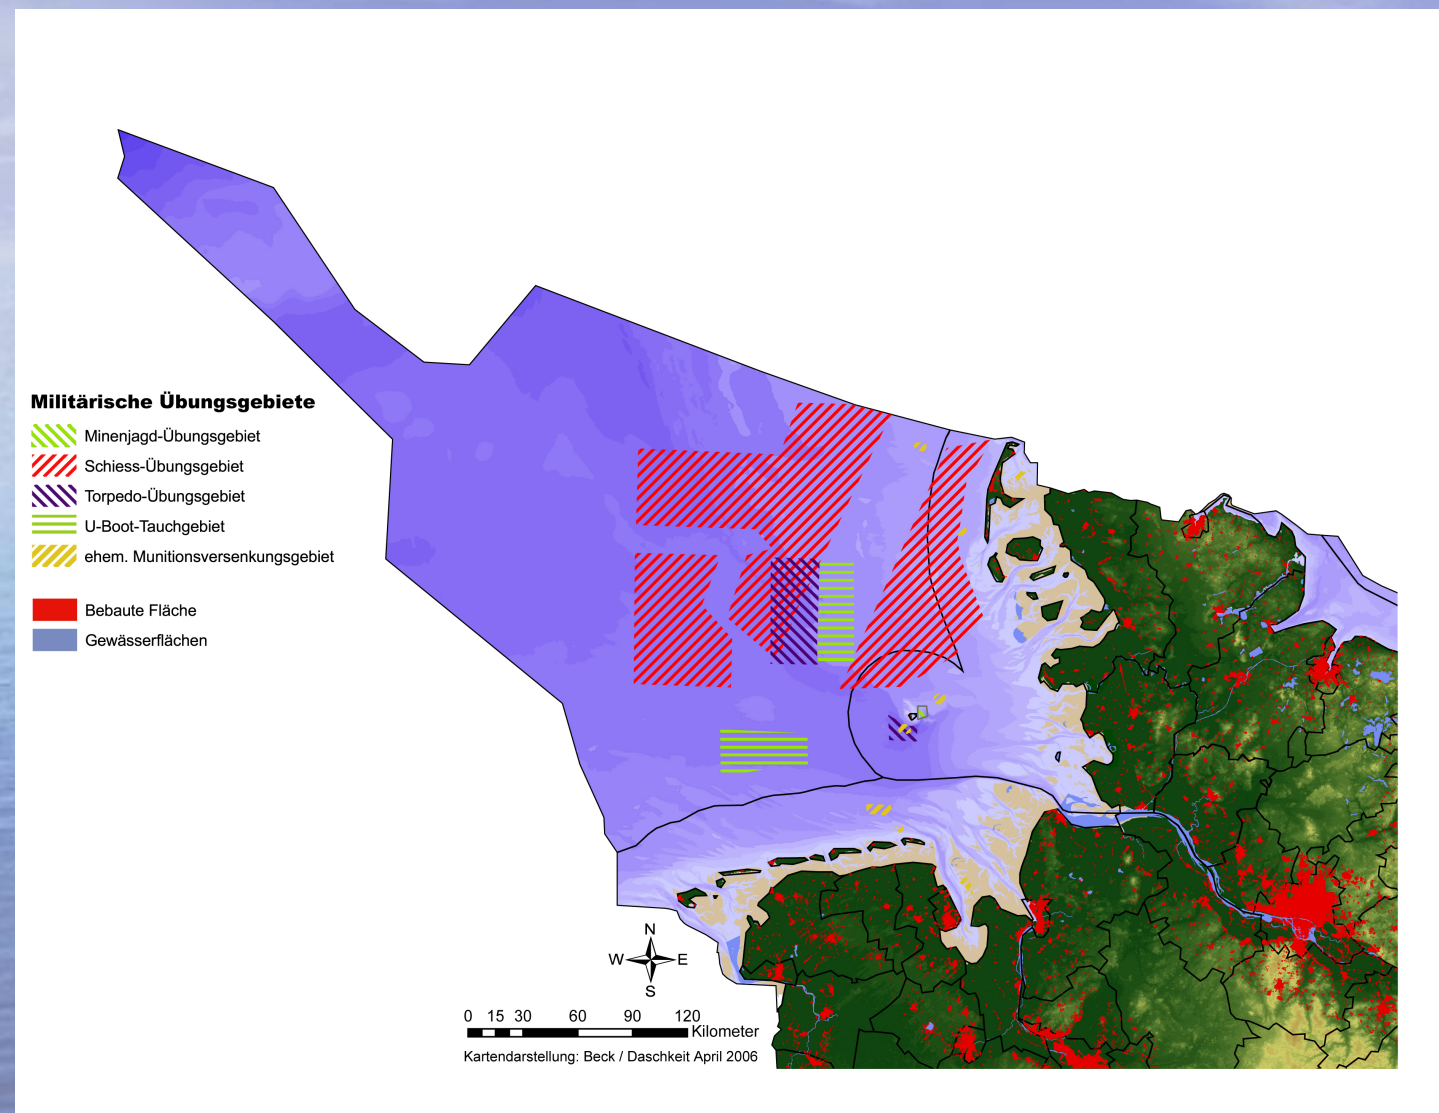 Militärische Übungsgebiete
Minenjagd-Übungsgebiet
Schiess-Übungsgebiet
Torpedo-Übungsgebiet
U-Boot-Tauchgebiet
ehem. Munitionsversenkungsgebiet
Bebaute Fläche
Gewässerflächen
N
W E
S
0 15 30 60 90 120
Kilometer
Kartendarstellung: Beck / Daschkeit April 2006